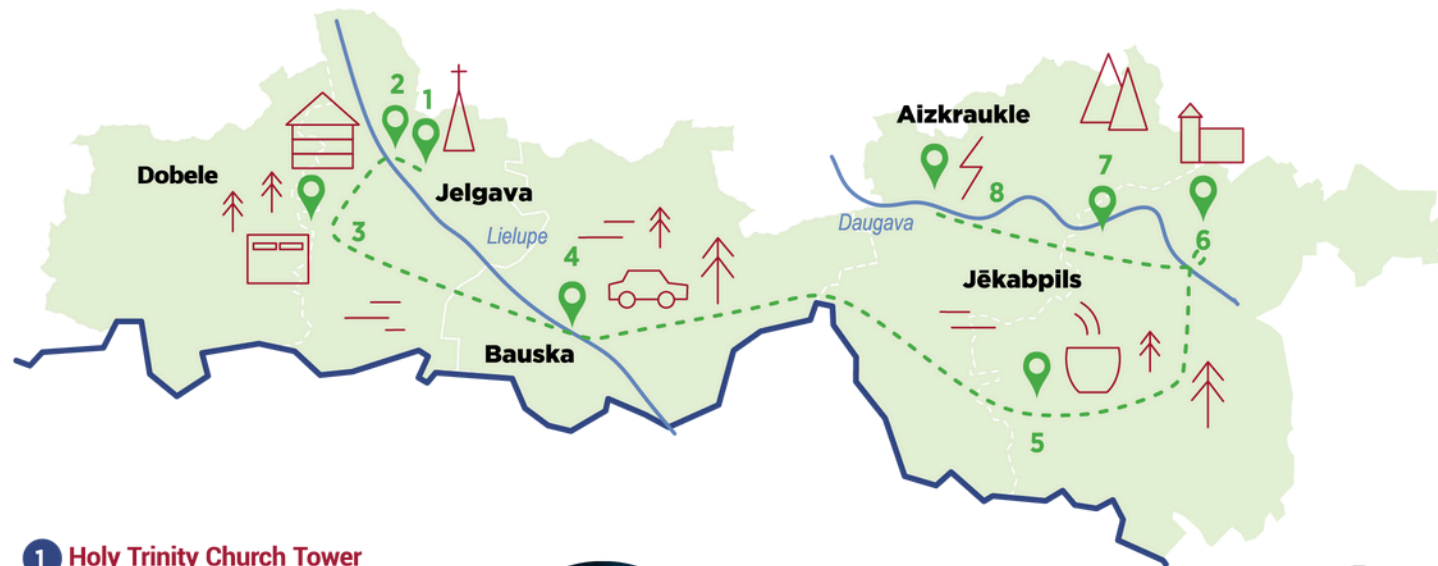 2
1
Dobele
Jelgava
3
Lielupe
4
Bauska
Aizkraukle
8
7
Daugava
6
Jēkabpils
5
1 Holy Trinity Church Tower